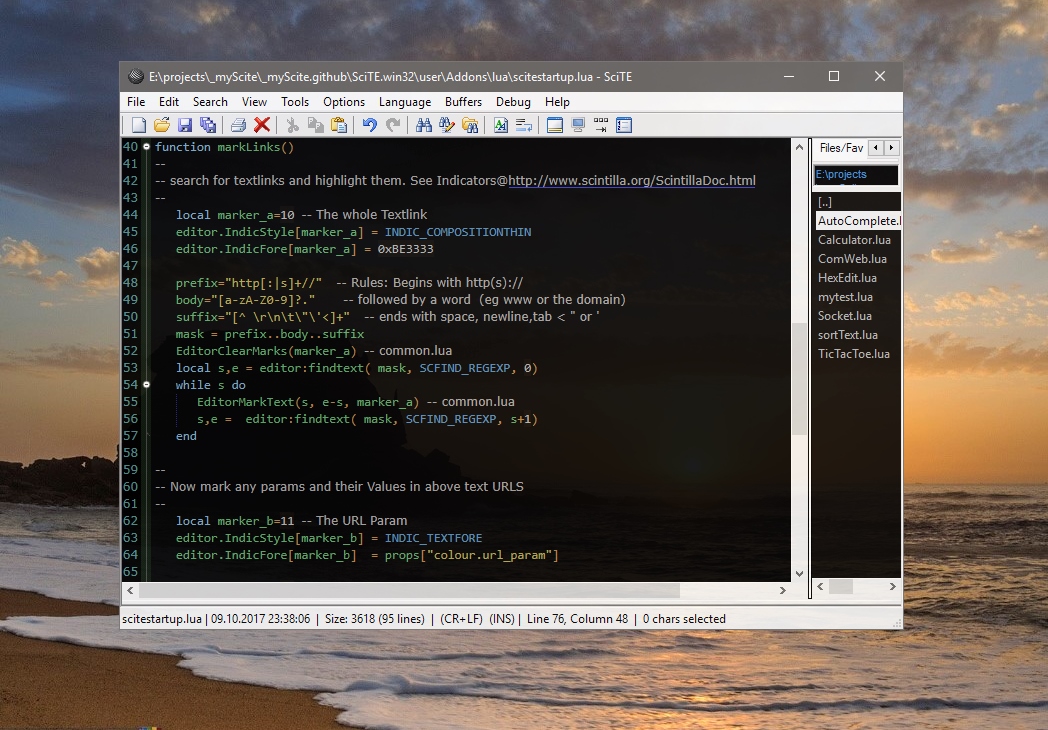 E:\projects\_myScite\_myScite.github\SciTE.win32\user\Addons\lua\scitestartup.lua - SciTE
File Edit Search View Tools Options Language Buffers Debug Help
40 function markLinks()
41 --
42 -- search for textlinks and highlight them. See Indicators@http://www.scintilla.org/ScintillaDoc.html
43 --
44 local marker_a=10 -- The whole Textlink
45 editor.IndicStyle[marker_a] = INDIC_COMPOSITIONTHIN
46 editor.IndicFore[marker_a] = 0xBE3333
47
48 prefix="http[:|s]+//" -- Rules: Begins with http(s)://
49 body="[a-zA-Z0-9]?." -- followed by a word (eg www or the domain)
50 suffix="[^ \r\n\t\"\'<]+" -- ends with space, newline,tab < " or '
51 mask = prefix..body..suffix
52 EditorClearMarks(marker_a) -- common.lua
53 local s,e = editor:findtext( mask, SCFIND_REGEXP, 0)
54 while s do
55 EditorMarkText(s, e-s, marker_a) -- common.lua
56 s,e = editor:findtext( mask, SCFIND_REGEXP, s+1)
57 end
58
59 --
60 -- Now mark any params and their Values in above text URLS
61 --
62 local marker_b=11 -- The URL Param
63 editor.IndicStyle[marker_b] = INDIC_TEXTFORE
64 editor.IndicFore[marker_b] = props["colour.url_param"]
65
Files/Fav
E:\projects
[..]
AutoComplete.l
Calculator.lua
ComWeb.lua
HexEdit.lua
mytest.lua
Socket.lua
sortText.lua
TicTacToe.lua
scitestartup.lua | 09.10.2017 23:38:06 | Size: 3618 (95 lines) | (CR+LF) (INS) | Line 76, Column 48 | 0 chars selected